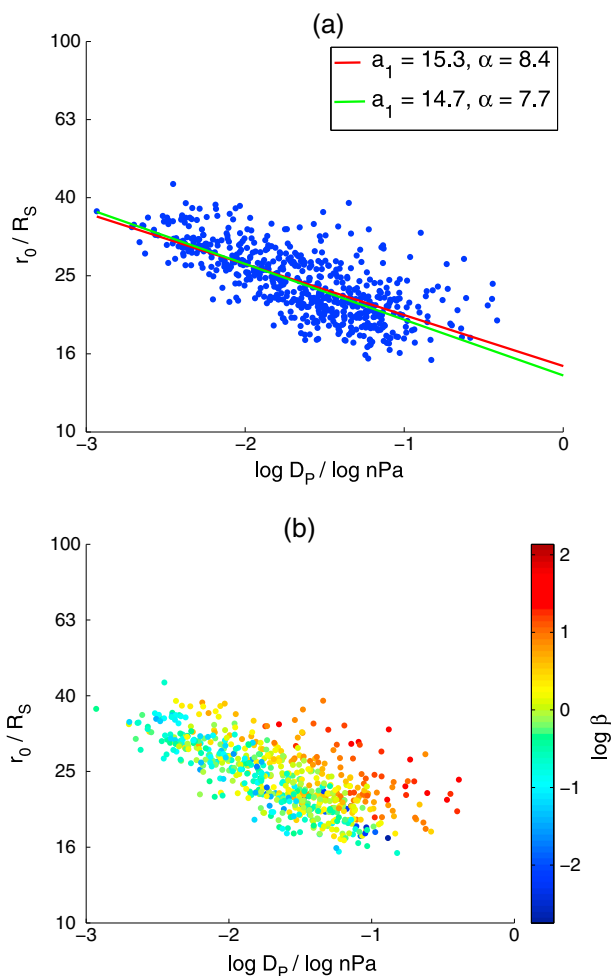 (a)
a1 = 15.3, α = 8.4
a1 = 14.7, α = 7.7
100
63
40
25
16
10
r0 / RS
−3
−2
−1
0
log DP / log nPa
(b)
100
63
40
25
16
10
r0 / RS
−3
−2
−1
0
log DP / log nPa
2
1
0
−1
−2
log β